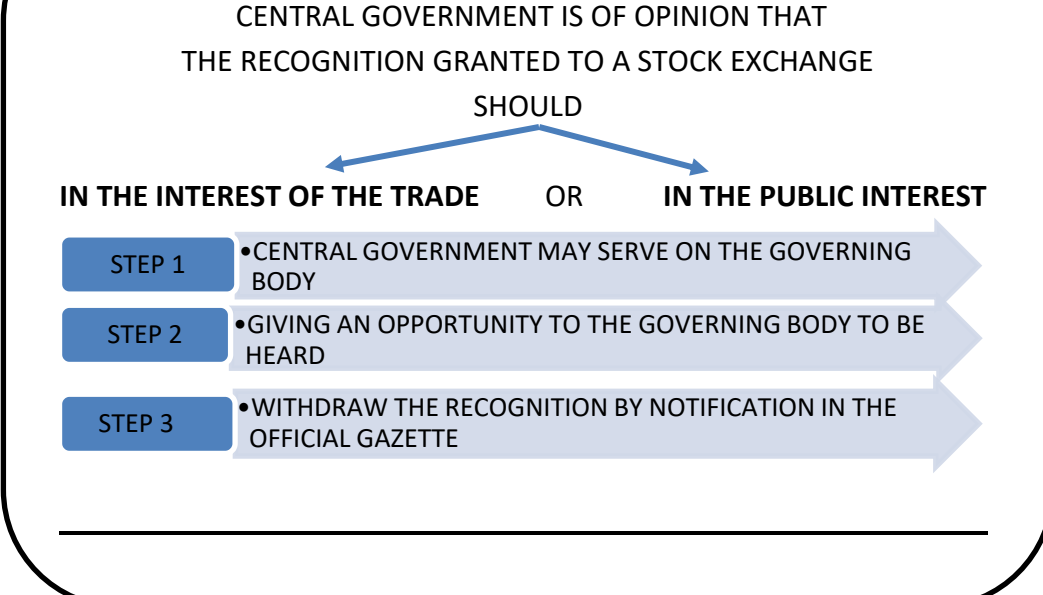 CENTRAL GOVERNMENT IS OF OPINION THAT
THE RECOGNITION GRANTED TO A STOCK EXCHANGE
SHOULD
IN THE INTEREST OF THE TRADE OR IN THE PUBLIC INTEREST
STEP 1
•CENTRAL GOVERNMENT MAY SERVE ON THE GOVERNING
BODY
STEP 2
•GIVING AN OPPORTUNITY TO THE GOVERNING BODY TO BE
HEARD
STEP 3
•WITHDRAW THE RECOGNITION BY NOTIFICATION IN THE
OFFICIAL GAZETTE